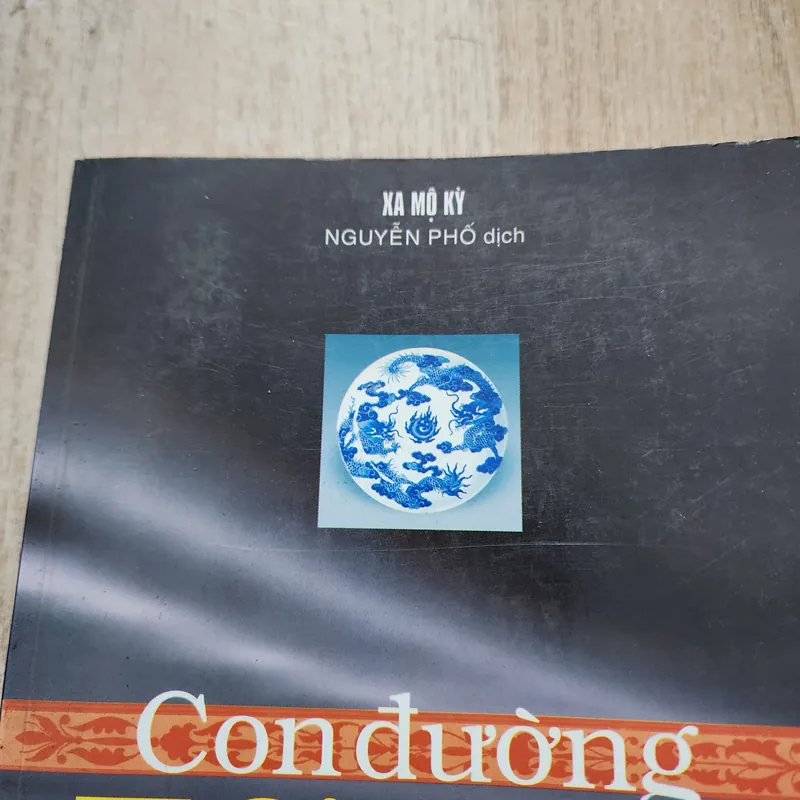 XA MỘ KỲ
NGUYỄN PHỐ dịch
Con đường